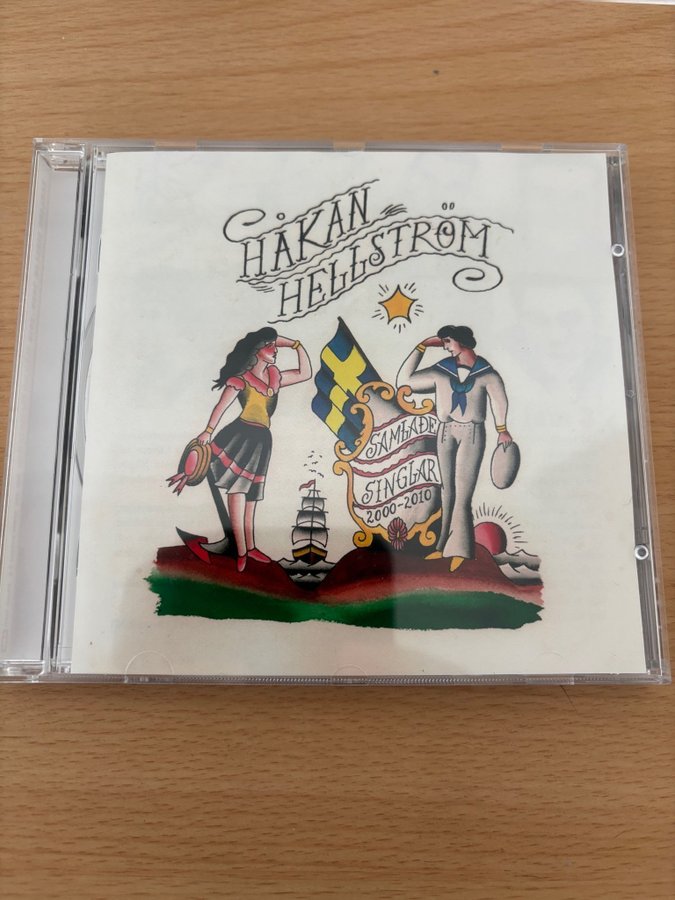 HÅKAN
HELLSTRÖM
SAMLADE
SINGLAR
2000-2010